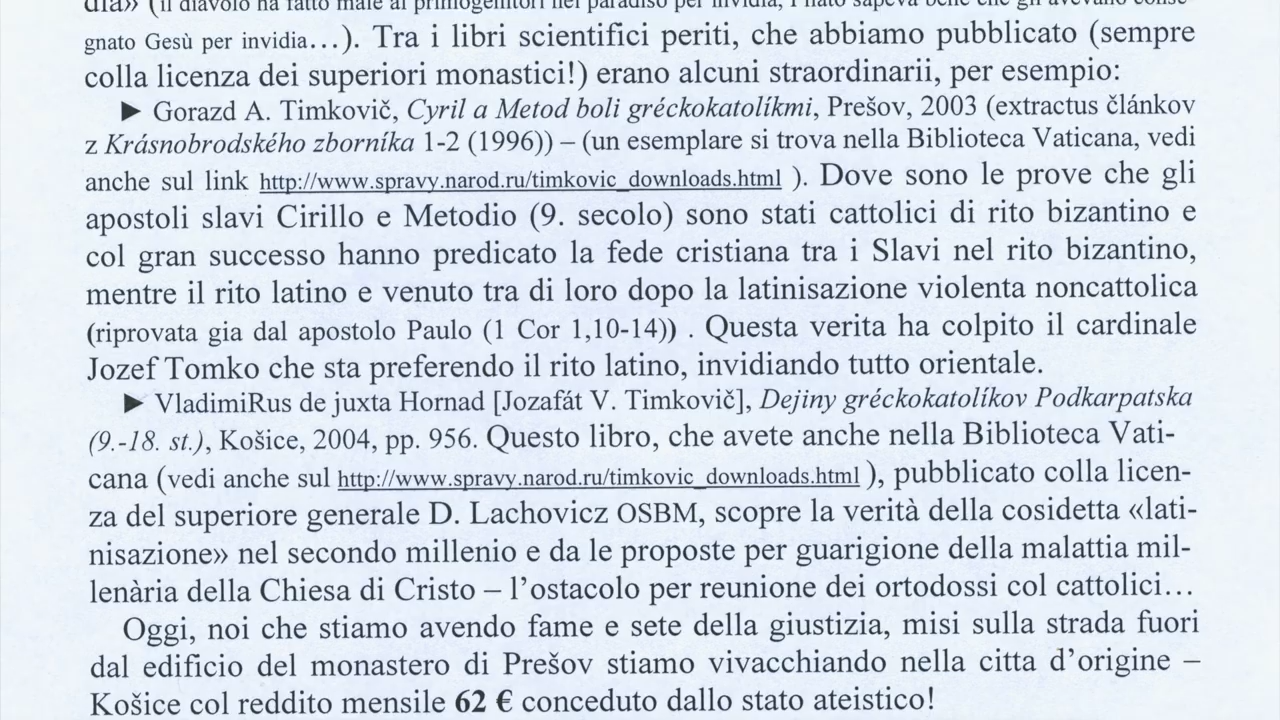 dia» (il diavolo ha fatto male ai primogenitori nel paradiso per invidia, Pilato sapeva bene che gli avevano conse-
gnato Gesù per invidia…). Tra i libri scientifici periti, che abbiamo pubblicato (sempre
colla licenza dei superiori monastici!) erano alcuni straordinarii, per esempio:
► Gorazd A. Timkovič, Cyril a Metod boli gréckokatolíkmi, Prešov, 2003 (extractus článkov
z Krásnobrodského zborníka 1-2 (1996)) – (un esemplare si trova nella Biblioteca Vaticana, vedi
anche sul link http://www.spravy.narod.ru/timkovic_downloads.html ). Dove sono le prove che gli
apostoli slavi Cirillo e Metodio (9. secolo) sono stati cattolici di rito bizantino e
col gran successo hanno predicato la fede cristiana tra i Slavi nel rito bizantino,
mentre il rito latino e venuto tra di loro dopo la latinisazione violenta noncattolica
(riprovata gia dal apostolo Paulo (1 Cor 1,10-14)) . Questa verita ha colpito il cardinale
Jozef Tomko che sta preferendo il rito latino, invidiando tutto orientale.
► VladimiRus de juxta Hornad [Jozafát V. Timkovič], Dejiny gréckokatolíkov Podkarpatska
(9.-18. st.), Košice, 2004, pp. 956. Questo libro, che avete anche nella Biblioteca Vati-
cana (vedi anche sul http://www.spravy.narod.ru/timkovic_downloads.html ), pubblicato colla licen-
za del superiore generale D. Lachovicz OSBM, scopre la verità della cosidetta «lati-
nisazione» nel secondo millenio e da le proposte per guarigione della malattia mil-
lenària della Chiesa di Cristo – l’ostacolo per reunione dei ortodossi col cattolici…
Oggi, noi che stiamo avendo fame e sete della giustizia, misi sulla strada fuori
dal edificio del monastero di Prešov stiamo vivacchiando nella citta d’origine –
Košice col reddito mensile 62 € conceduto dallo stato ateistico!